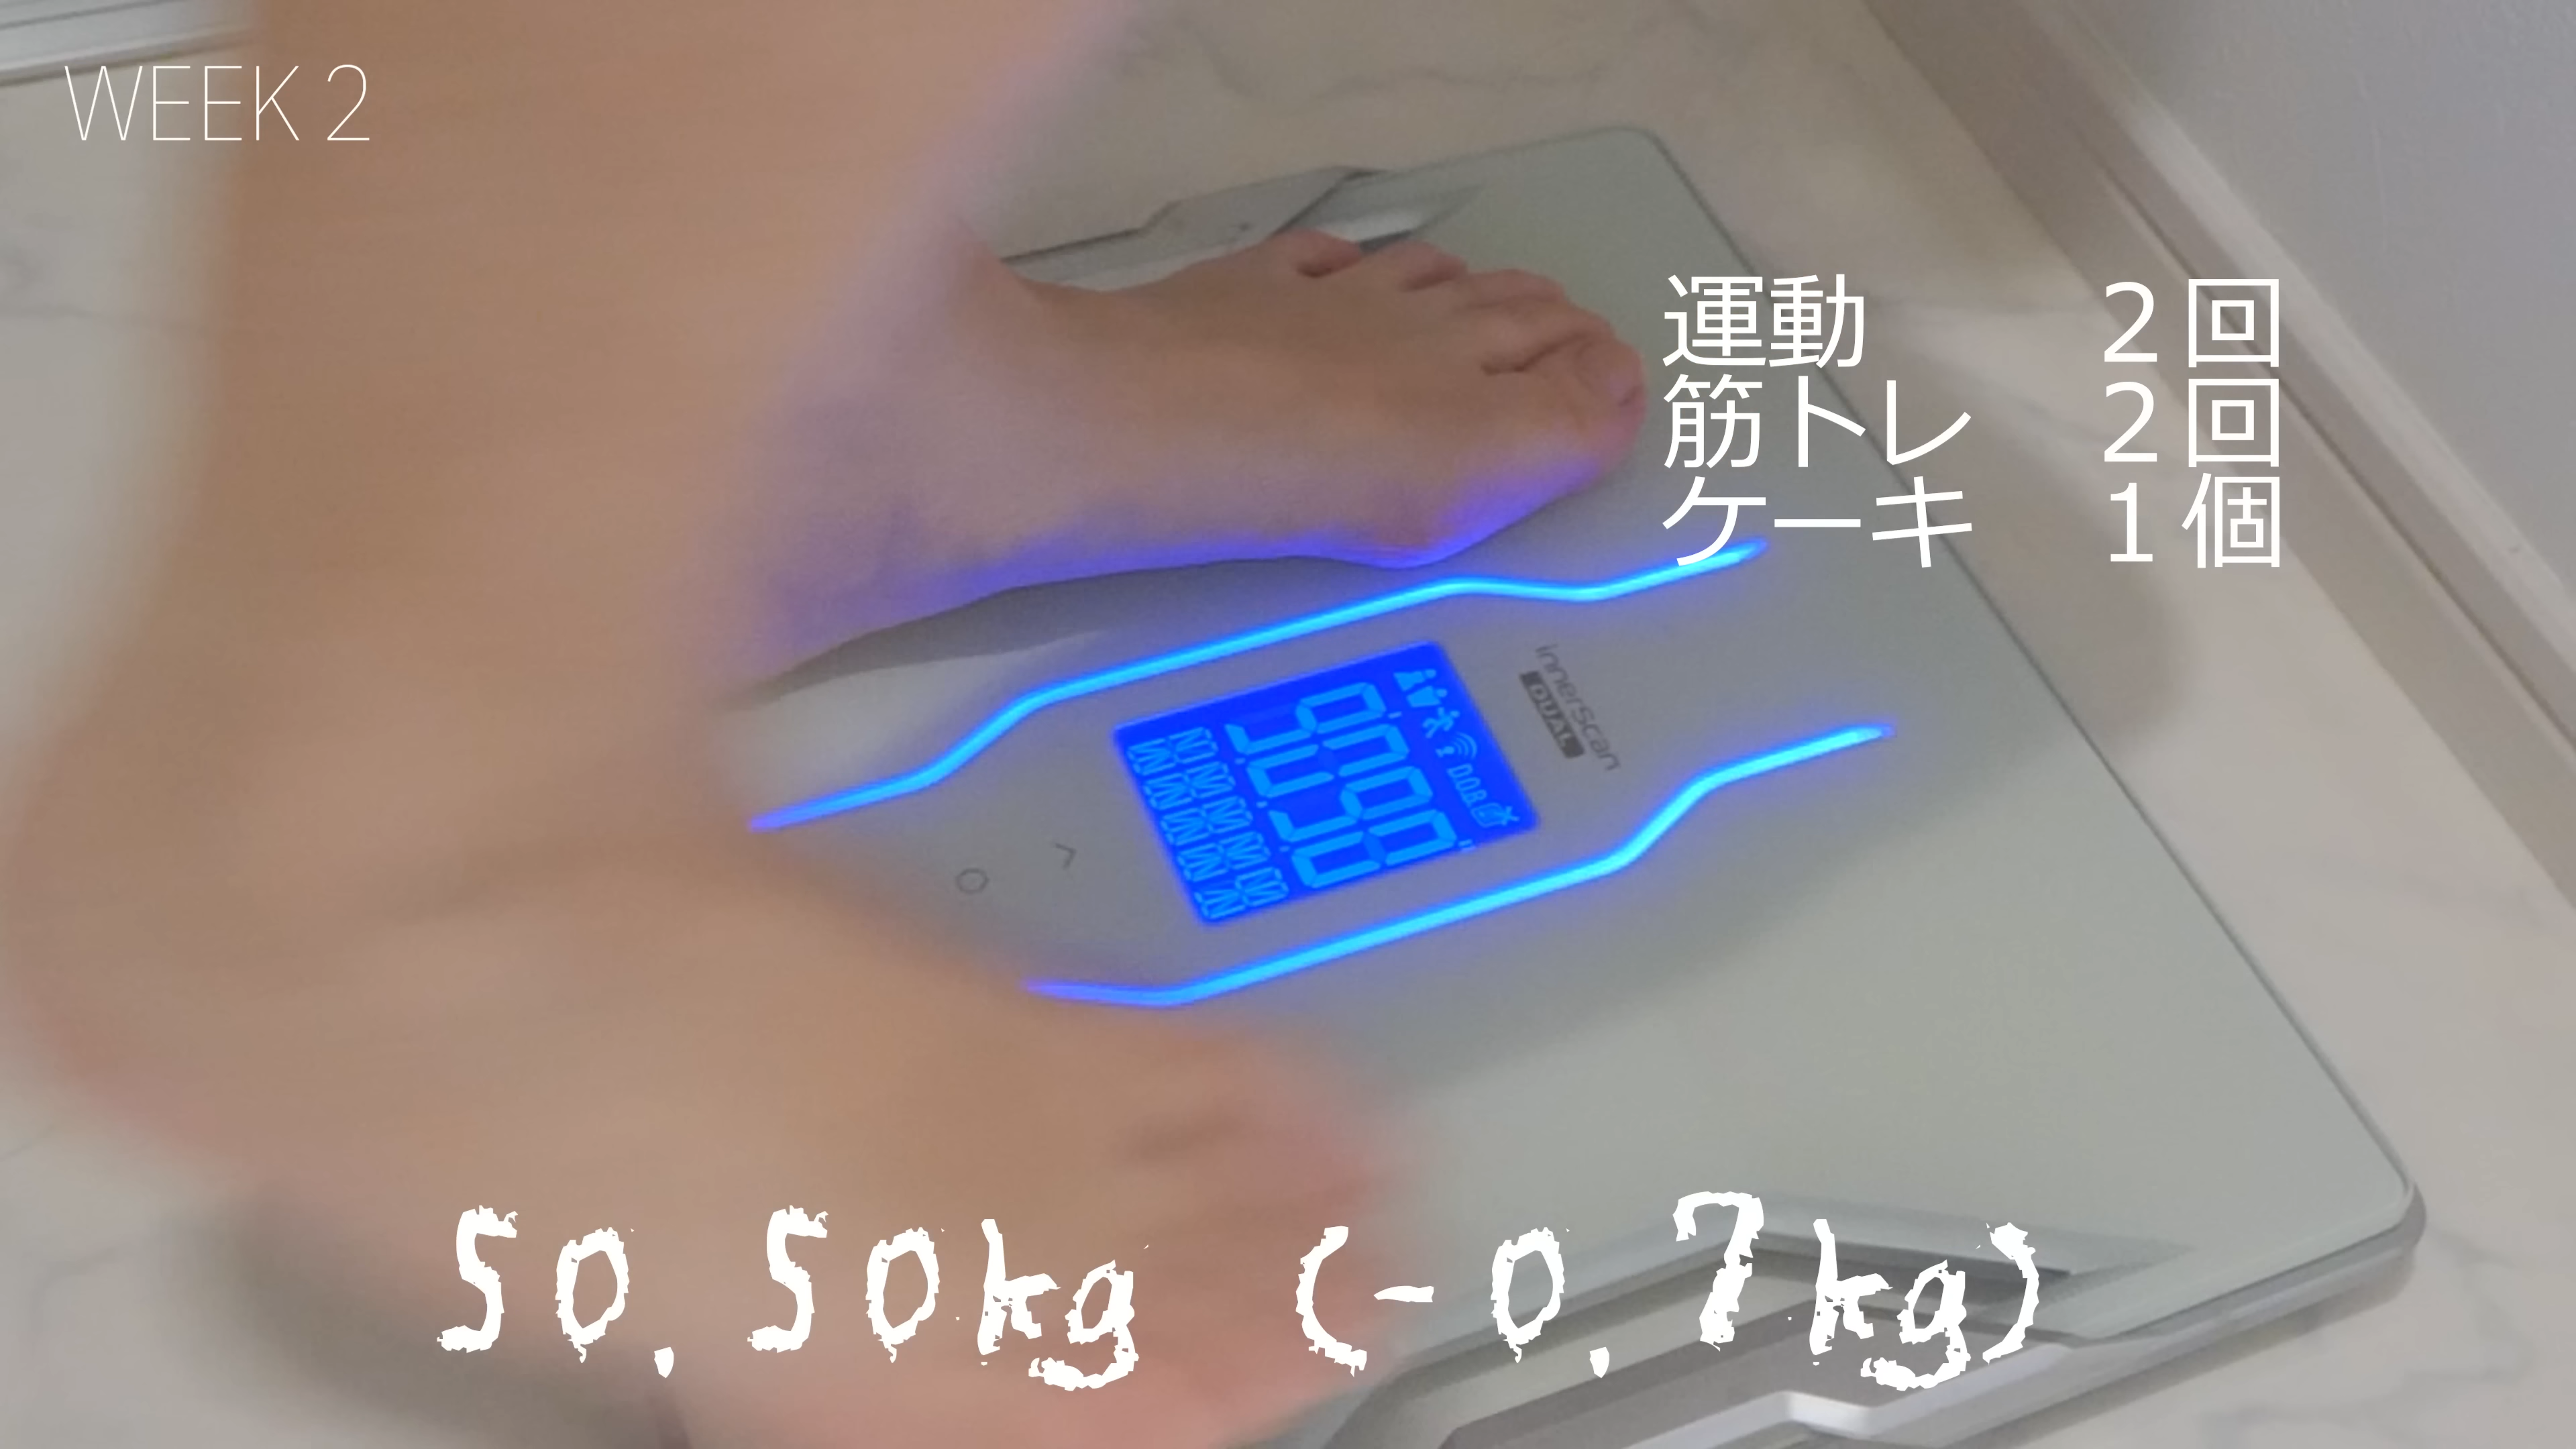 WEEK 2
運動 2回
筋トレ 2回
ケーキ 1個
innerscan
DUAL
50.50kg (-0.7kg)